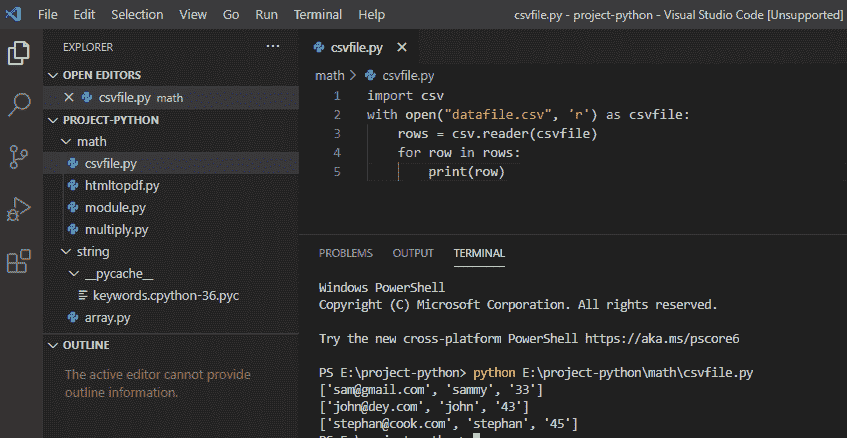 File Edit Selection View Go Run Terminal Help
csvfile.py - project-python - Visual Studio Code [Unsupported]
EXPLORER
OPEN EDITORS
csvfile.py math
PROJECT-PYTHON
math
csvfile.py
htmltopdf.py
module.py
multiply.py
string
__pycache__
keywords.cpython-36.pyc
array.py
OUTLINE
The active editor cannot provide
outline information.
csvfile.py
math > csvfile.py
1 import csv
2 with open("datafile.csv", 'r') as csvfile:
3 rows = csv.reader(csvfile)
4 for row in rows:
5 print(row)
PROBLEMS OUTPUT TERMINAL
Windows PowerShell
Copyright (C) Microsoft Corporation. All rights reserved.
Try the new cross-platform PowerShell https://aka.ms/pscore6
PS E:\project-python> python E:\project-python\math\csvfile.py
['sam@gmail.com', 'sammy', '33']
['john@dey.com', 'john', '43']
['stephan@cook.com', 'stephan', '45']